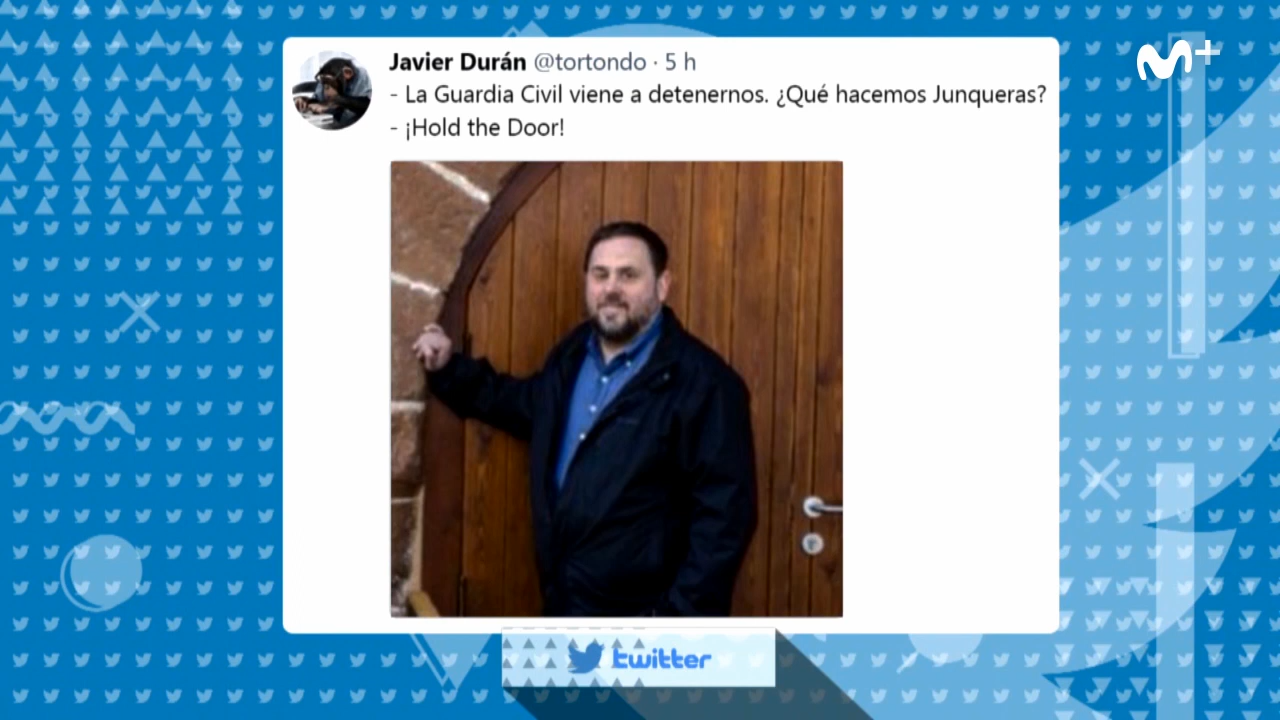 Javier Durán @tortondo · 5 h
- La Guardia Civil viene a detenernos. ¿Qué hacemos Junqueras?
- ¡Hold the Door!
M+
twitter